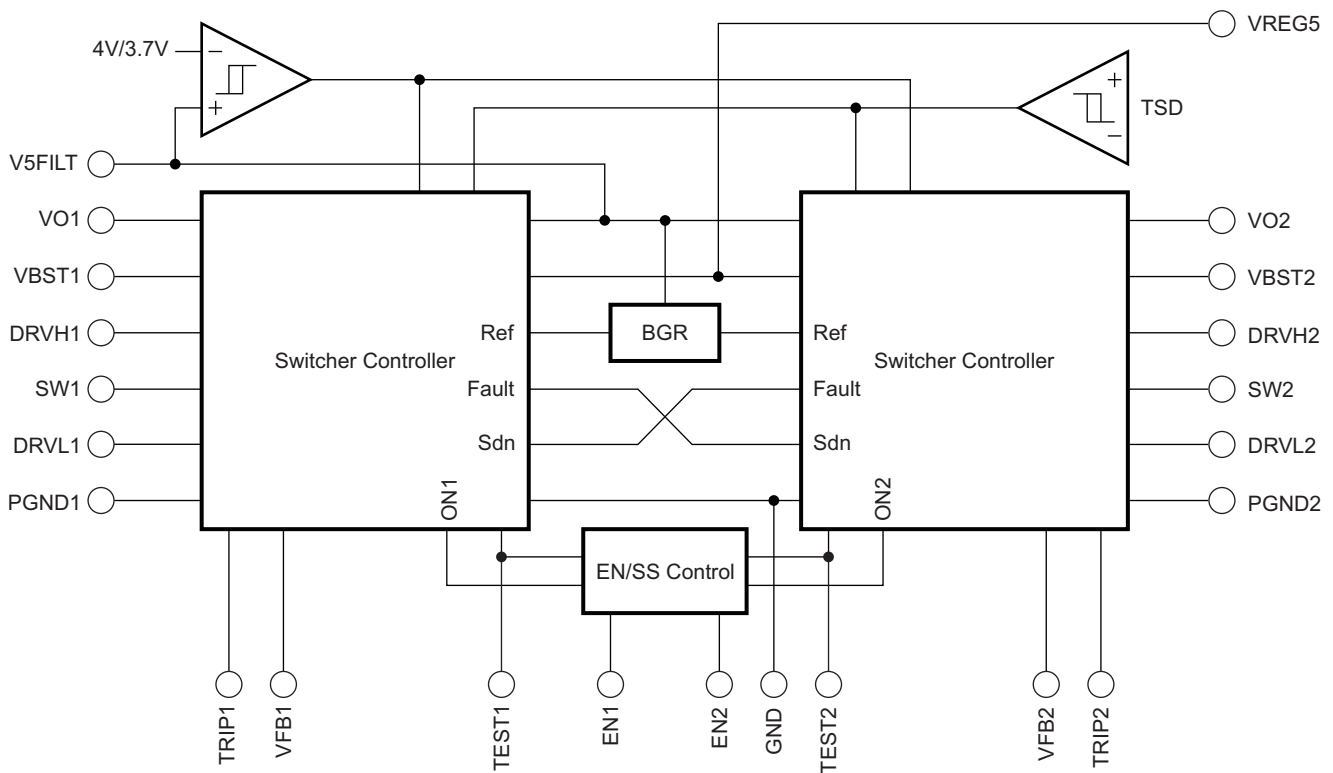 VREG5
4V/3.7V
−
+
+
−
TSD
V5FILT
VO1
VBST1
DRVH1
SW1
DRVL1
PGND1
Switcher Controller
Ref
Fault
Sdn
ON1
BGR
Switcher Controller
Ref
Fault
Sdn
ON2
VO2
VBST2
DRVH2
SW2
DRVL2
PGND2
EN/SS Control
TRIP1
VFB1
TEST1
EN1
EN2
GND
TEST2
VFB2
TRIP2